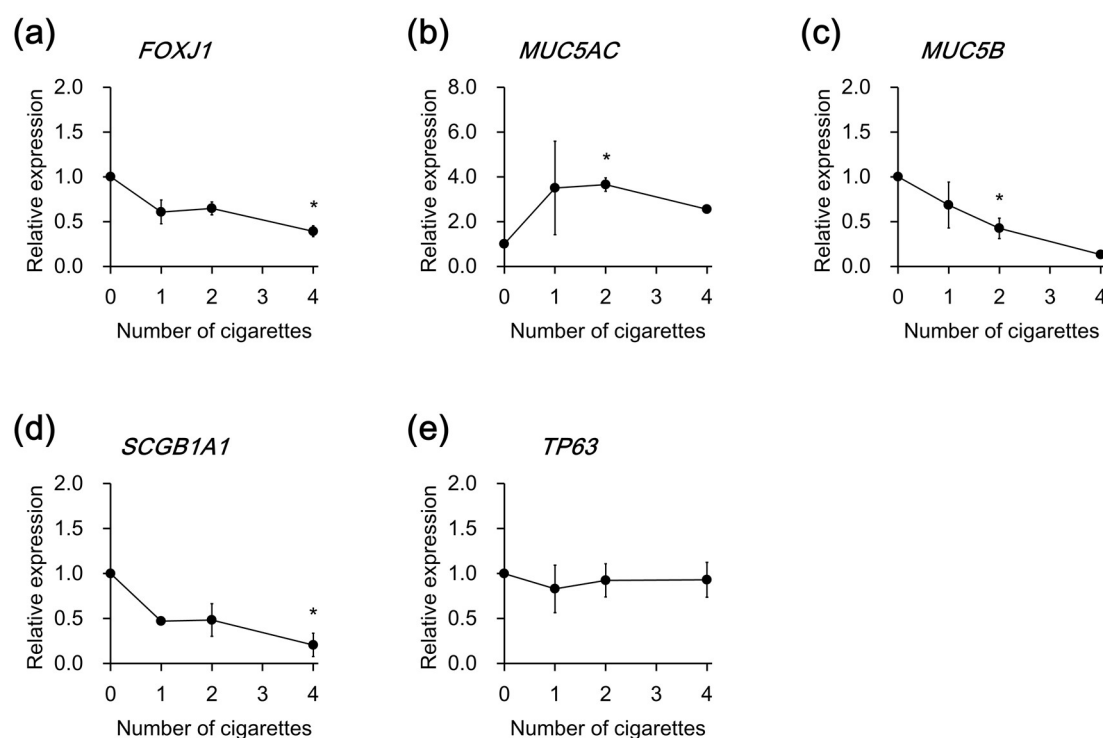 (a)
FOXJ1
Relative expression
2.0
1.5
1.0
0.5
0.0
*
0 1 2 3 4
Number of cigarettes
(b)
MUC5AC
Relative expression
8.0
6.0
4.0
2.0
0.0
*
0 1 2 3 4
Number of cigarettes
(c)
MUC5B
Relative expression
2.0
1.5
1.0
0.5
0.0
*
0 1 2 3 4
Number of cigarettes
(d)
SCGB1A1
Relative expression
2.0
1.5
1.0
0.5
0.0
*
0 1 2 3 4
Number of cigarettes
(e)
TP63
Relative expression
2.0
1.5
1.0
0.5
0.0
0 1 2 3 4
Number of cigarettes